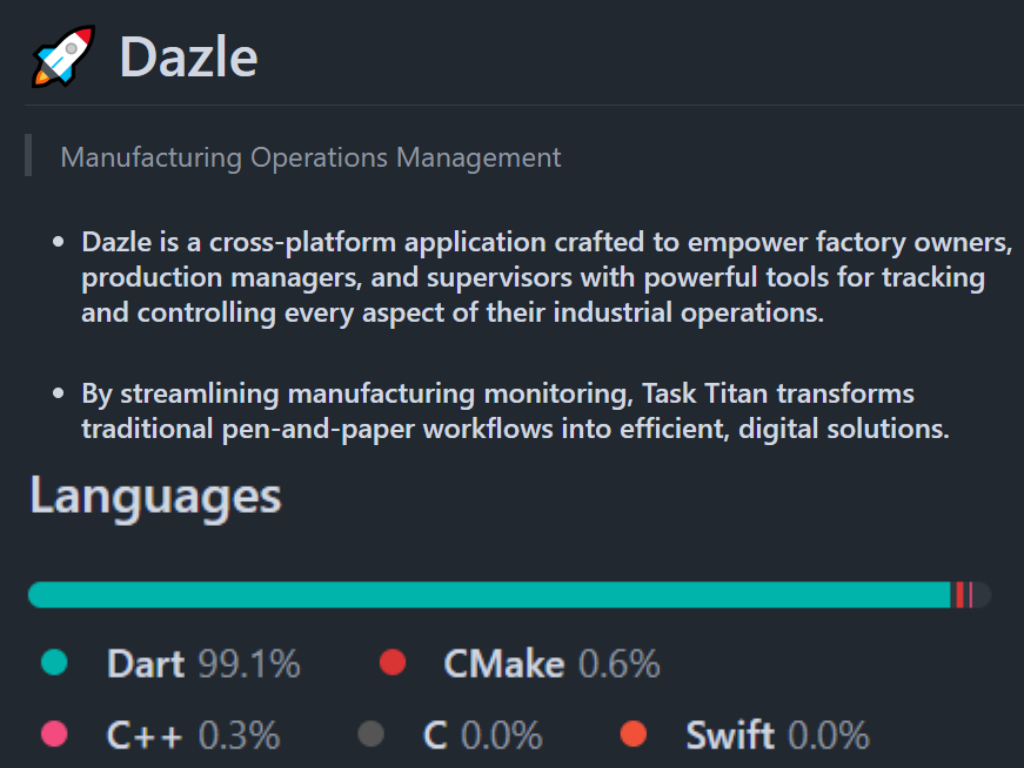 Dazle
Manufacturing Operations Management
Dazle is a cross-platform application crafted to empower factory owners,
production managers, and supervisors with powerful tools for tracking
and controlling every aspect of their industrial operations.
By streamlining manufacturing monitoring, Task Titan transforms
traditional pen-and-paper workflows into efficient, digital solutions.
Languages
Dart 99.1% CMake 0.6%
C++ 0.3% C 0.0% Swift 0.0%